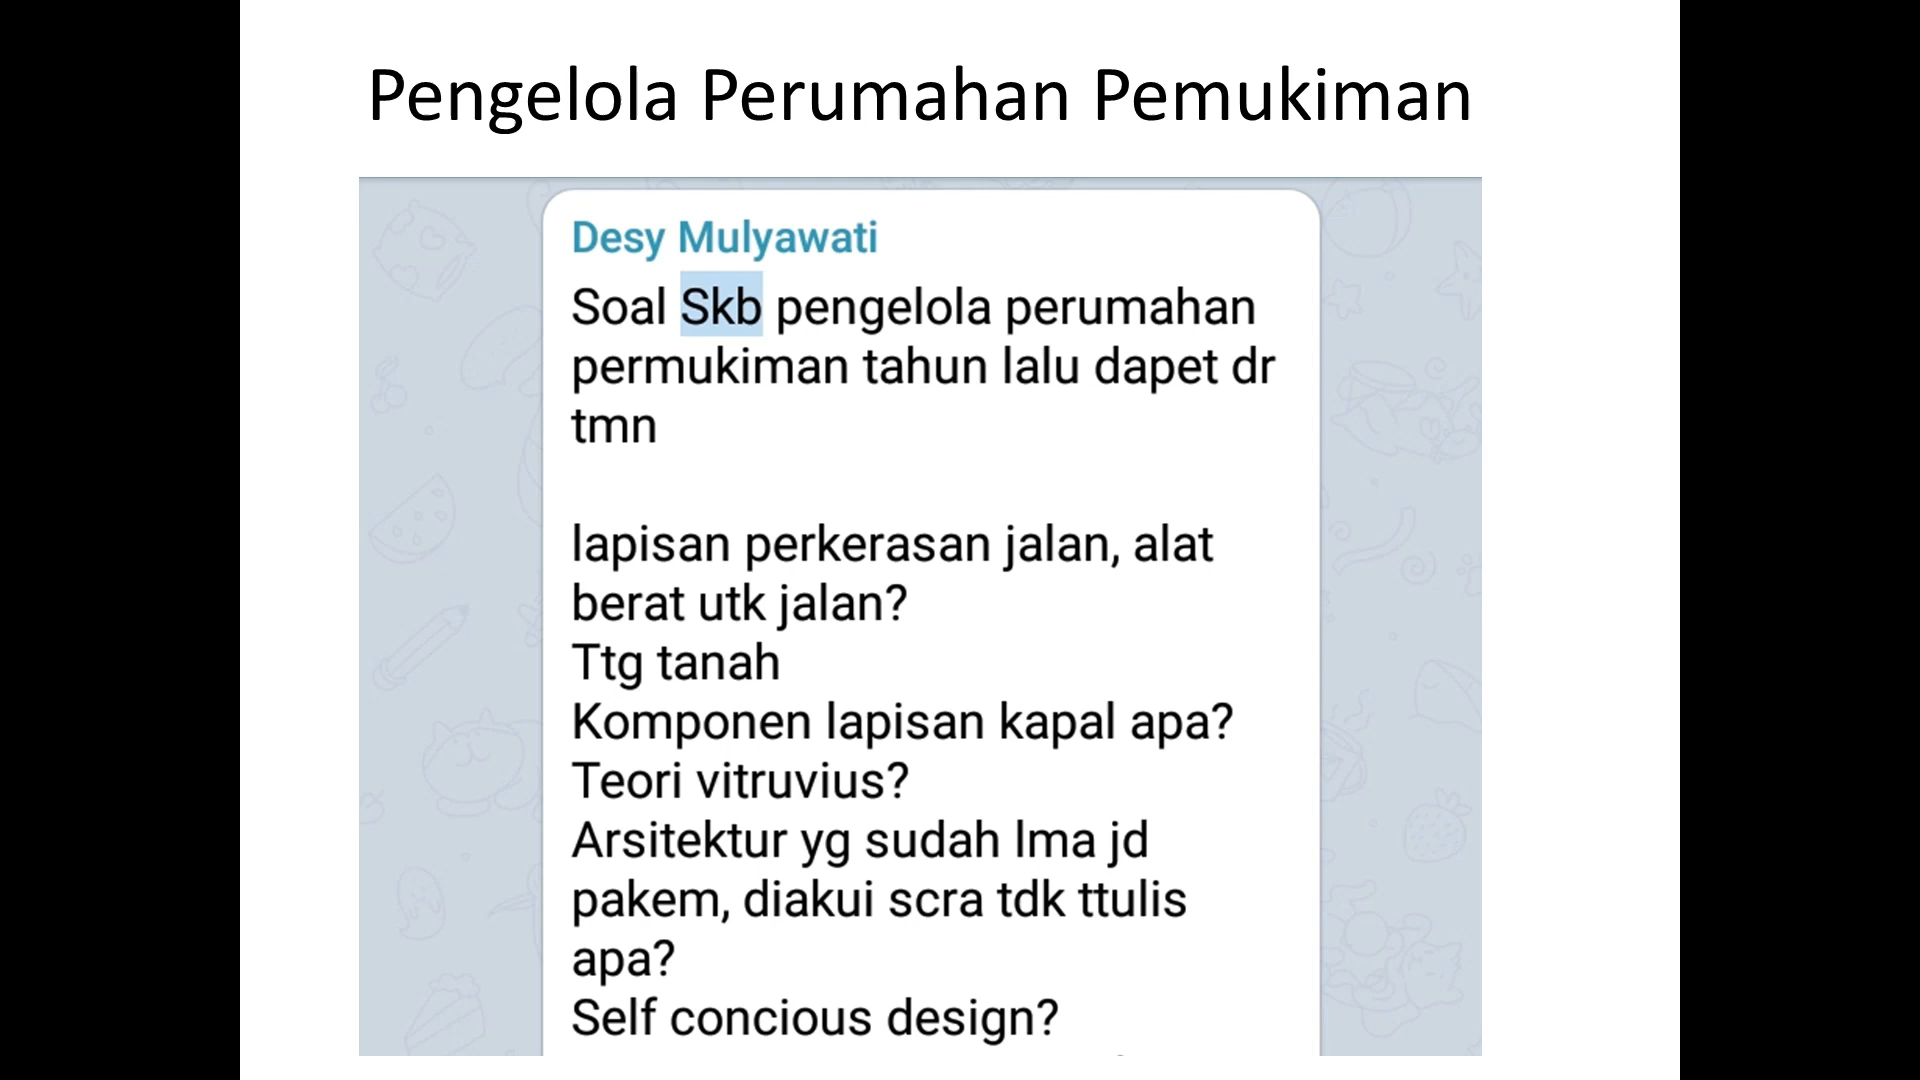 Pengelola Perumahan Pemukiman
Desy Mulyawati
Soal Skb pengelola perumahan
permukiman tahun lalu dapet dr
tmn
lapisan perkerasan jalan, alat
berat utk jalan?
Ttg tanah
Komponen lapisan kapal apa?
Teori vitruvius?
Arsitektur yg sudah lma jd
pakem, diakui scra tdk ttulis
apa?
Self concious design?